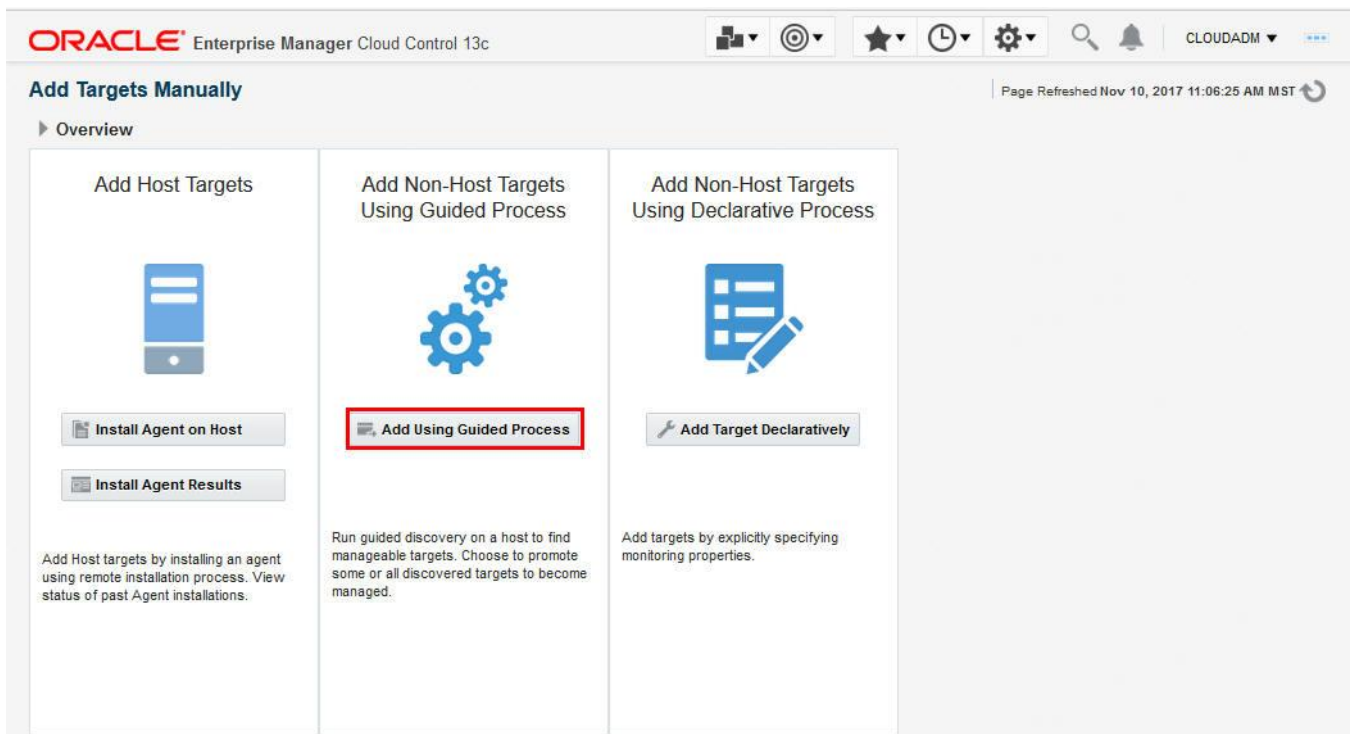 ORACLE Enterprise Manager Cloud Control 13c
CLOUDADM
Add Targets Manually
Page Refreshed Nov 10, 2017 11:06:25 AM MST
Overview
Add Host Targets
Install Agent on Host
Install Agent Results
Add Host targets by installing an agent
using remote installation process. View
status of past Agent installations.
Add Non-Host Targets
Using Guided Process
Add Using Guided Process
Run guided discovery on a host to find
manageable targets. Choose to promote
some or all discovered targets to become
managed.
Add Non-Host Targets
Using Declarative Process
Add Target Declaratively
Add targets by explicitly specifying
monitoring properties.